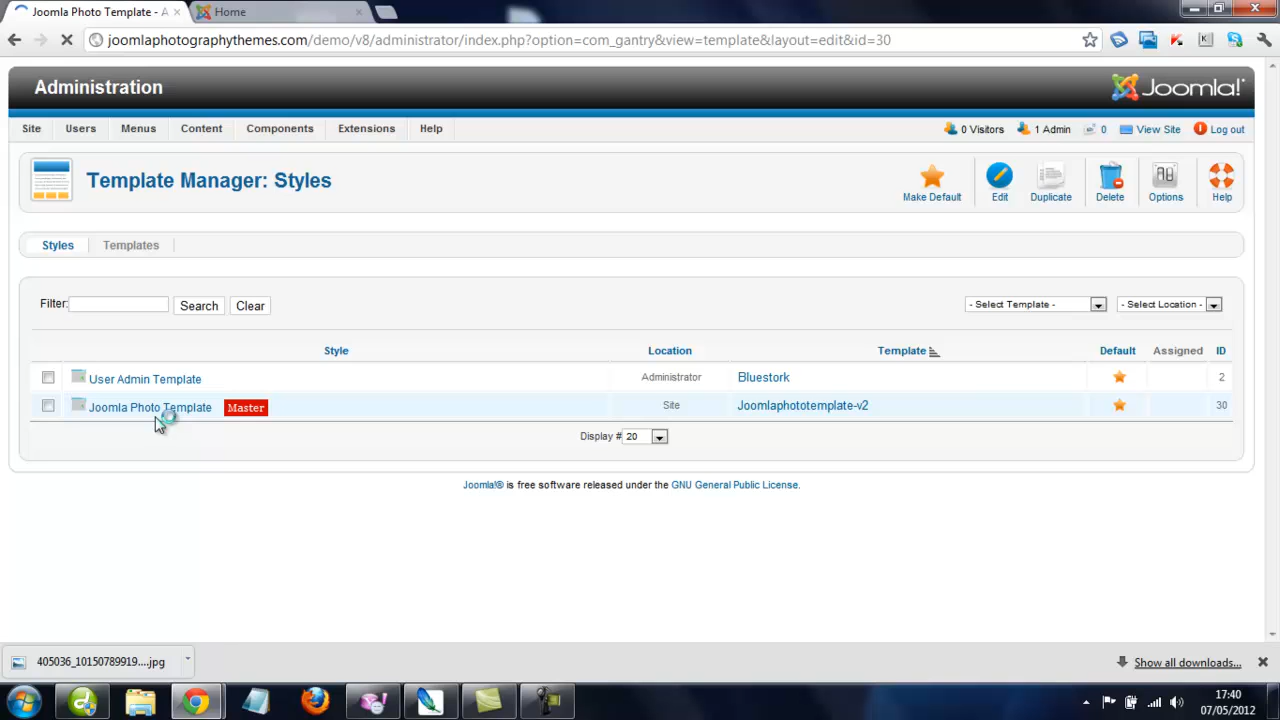 Joomla Photo Template - A
Home
joomlaphotographythemes.com/demo/v8/administrator/index.php?option=com_gantry&view=template&layout=edit&id=30
Administration
Joomla!®
Site Users Menus Content Components Extensions Help
0 Visitors 1 Admin 0 View Site Log out
Template Manager: Styles
Make Default Edit Duplicate Delete Options Help
Styles Templates
Filter: Search Clear - Select Template - - Select Location -
Style Location Template Default Assigned ID
User Admin Template Administrator Bluestork 2
Joomla Photo Template Master Site Joomlaphototemplate-v2 30
Display # 20
Joomla!® is free software released under the GNU General Public License.
405036_10150789919....jpg
Show all downloads...
17:40
07/05/2012